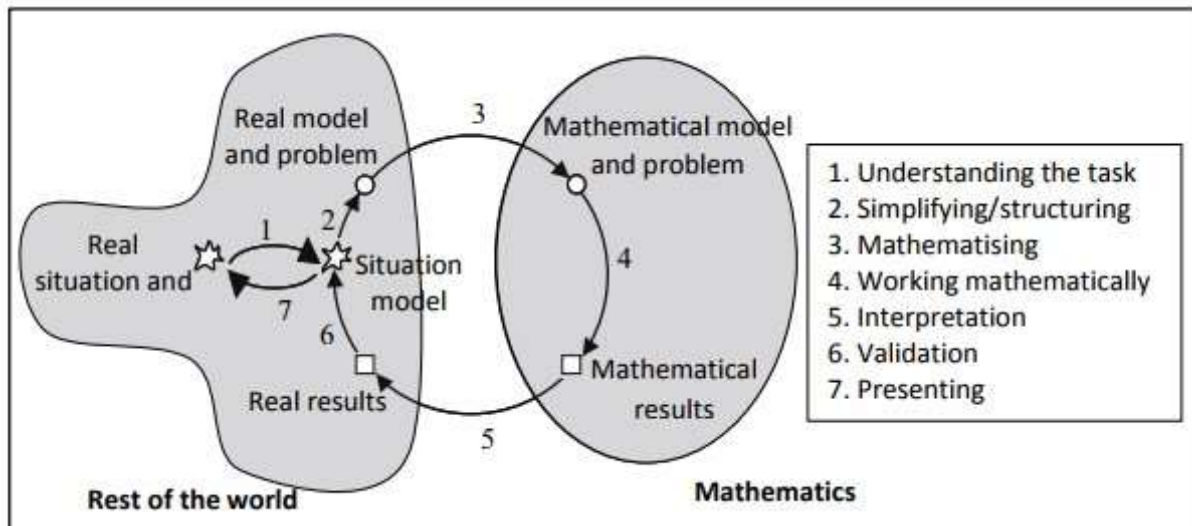 3
Real model
and problem
Mathematical model
and problem
1. Understanding the task
2. Simplifying/structuring
3. Mathematising
4. Working mathematically
5. Interpretation
6. Validation
7. Presenting
1
2
Real
situation and
Situation
model
4
7
6
Real results
Mathematical
results
5
Rest of the world
Mathematics